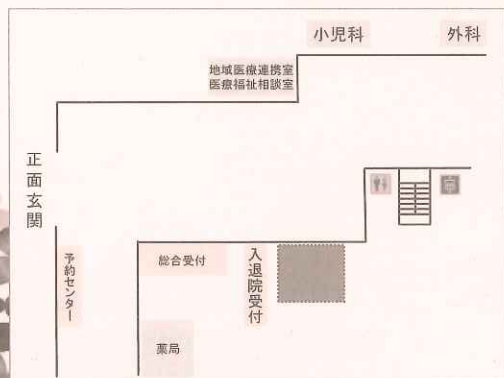 小児科
外科
地域医療連携室
医療福祉相談室
正面玄関
予約センター
総合受付
入退院受付
薬局